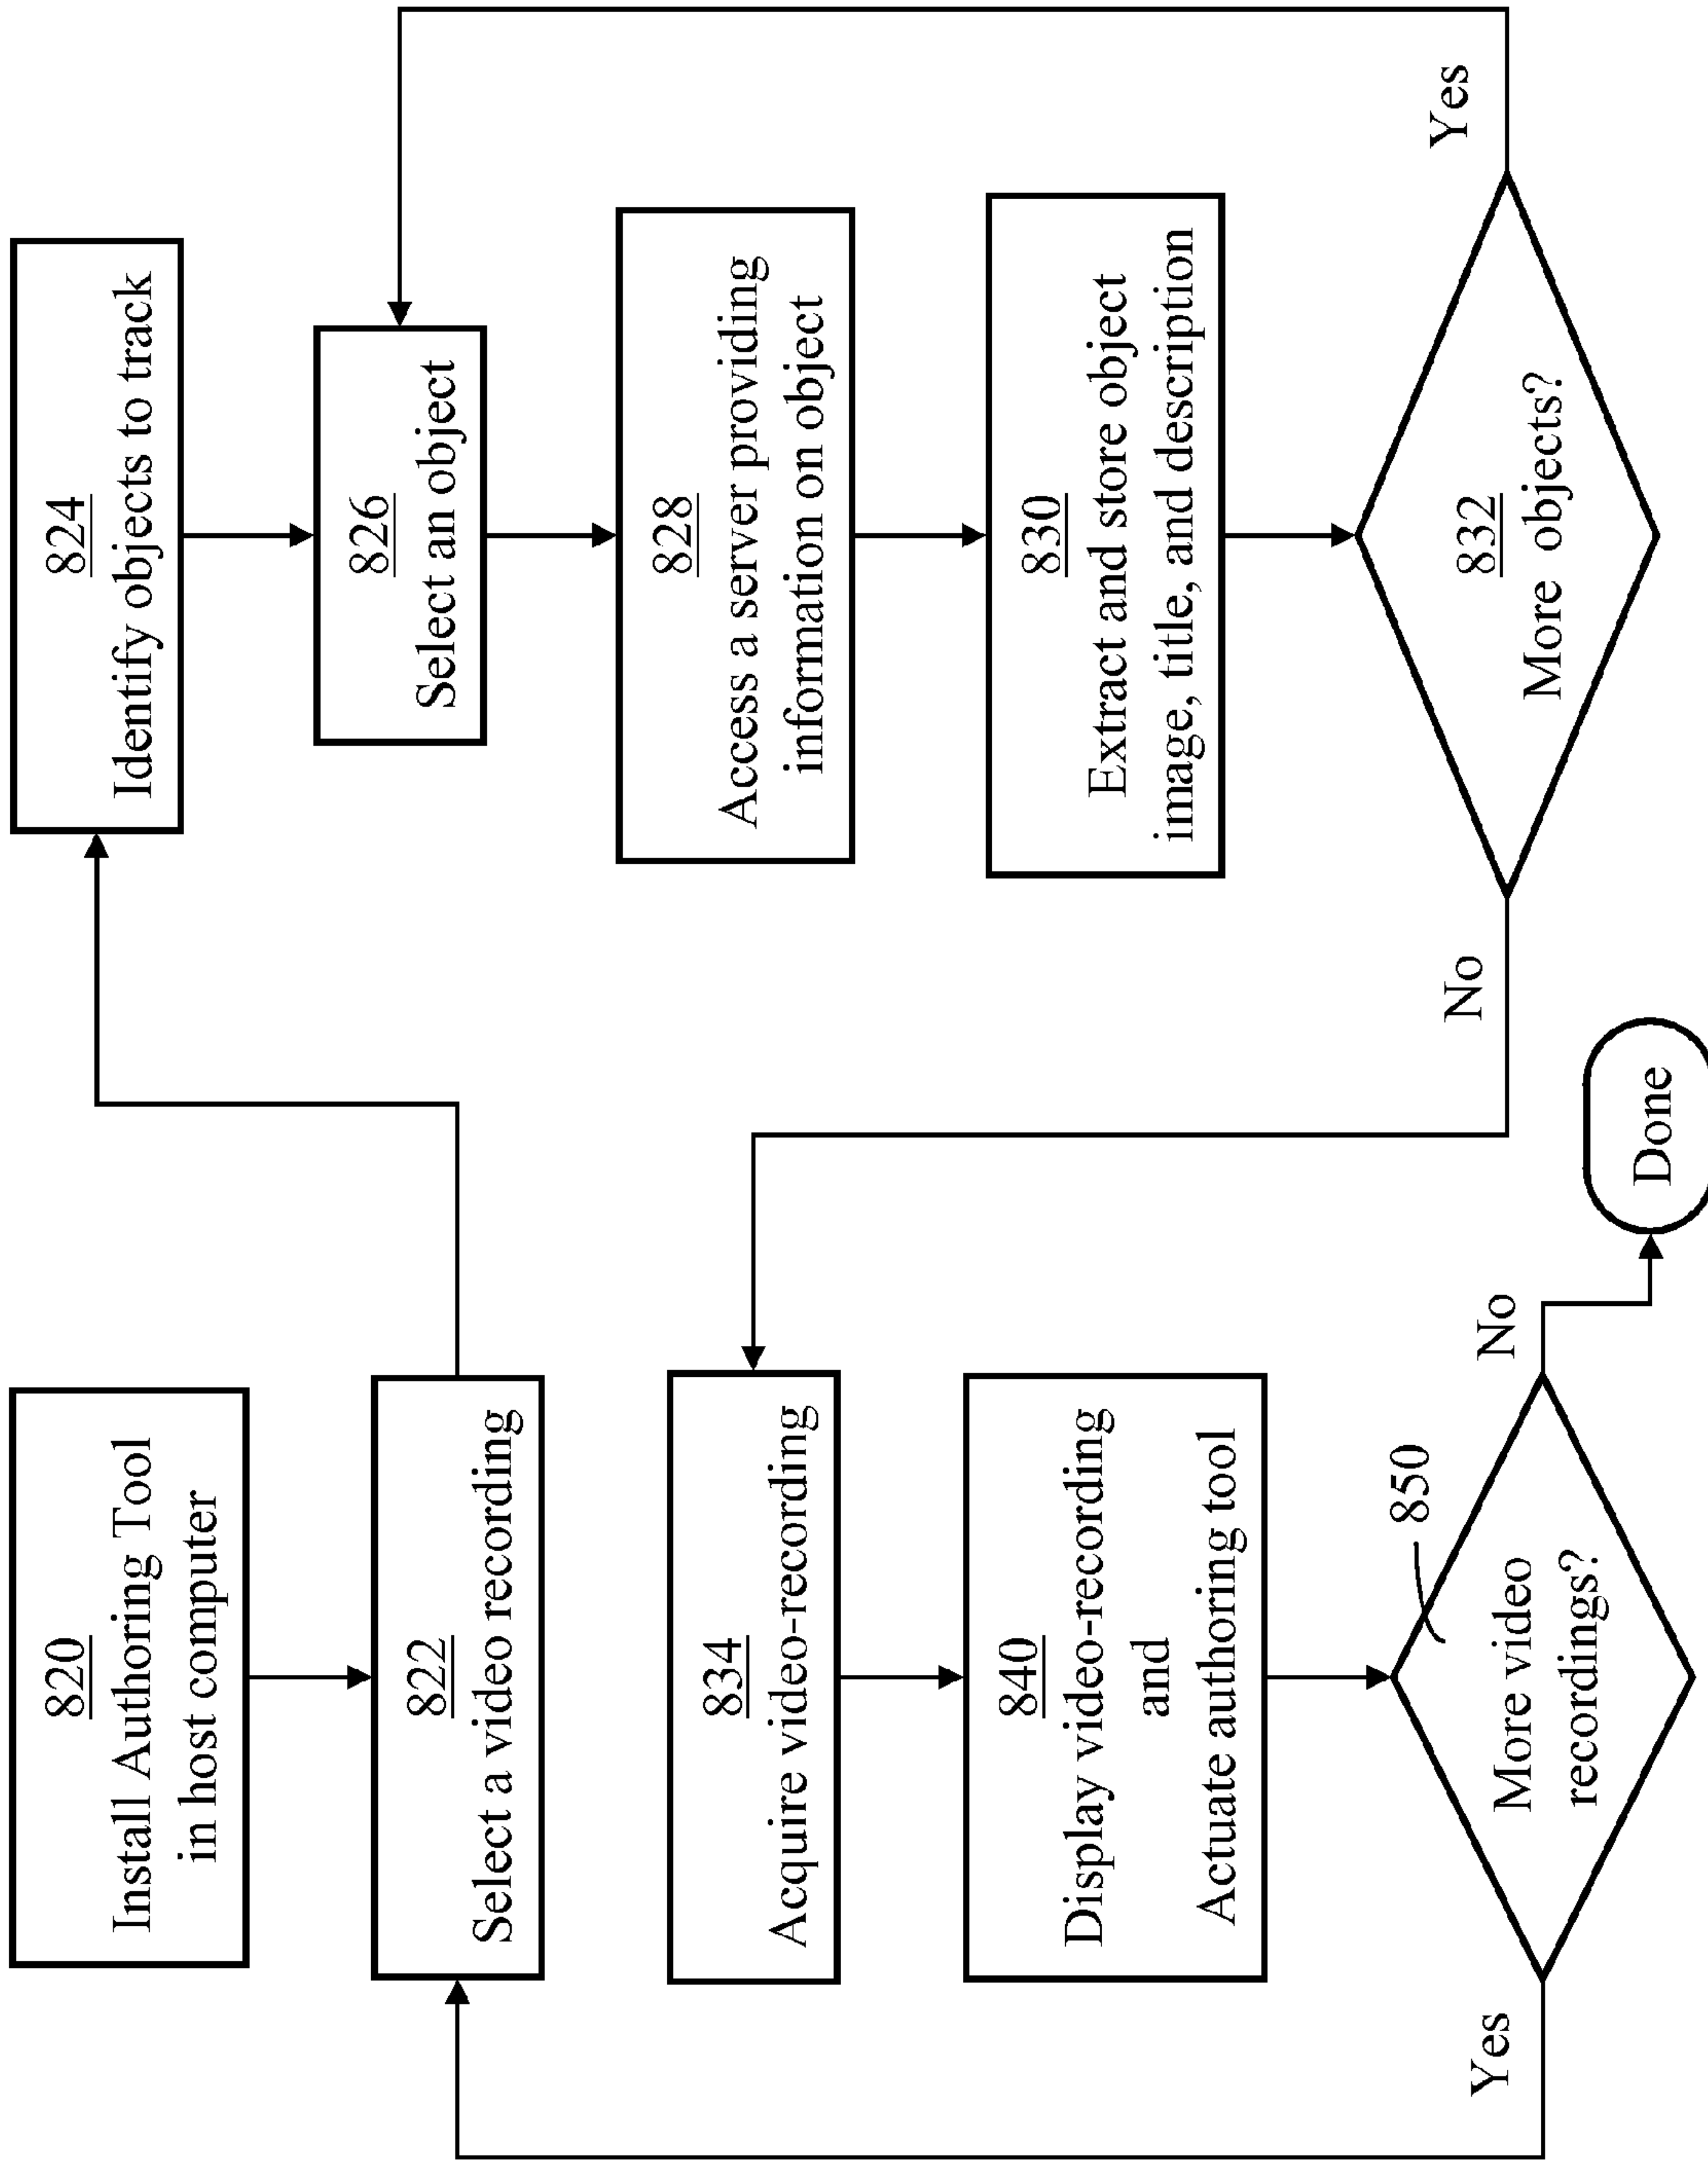 820
Install Authoring Tool
in host computer
822
Select a video recording
824
Identify objects to track
826
Select an object
828
Access a server providing
information on object
830
Extract and store object
image, title, and description
832
More objects?
Yes
No
834
Acquire video-recording
840
Display video-recording
and
Actuate authoring tool
850
More video
recordings?
Yes
No
Done